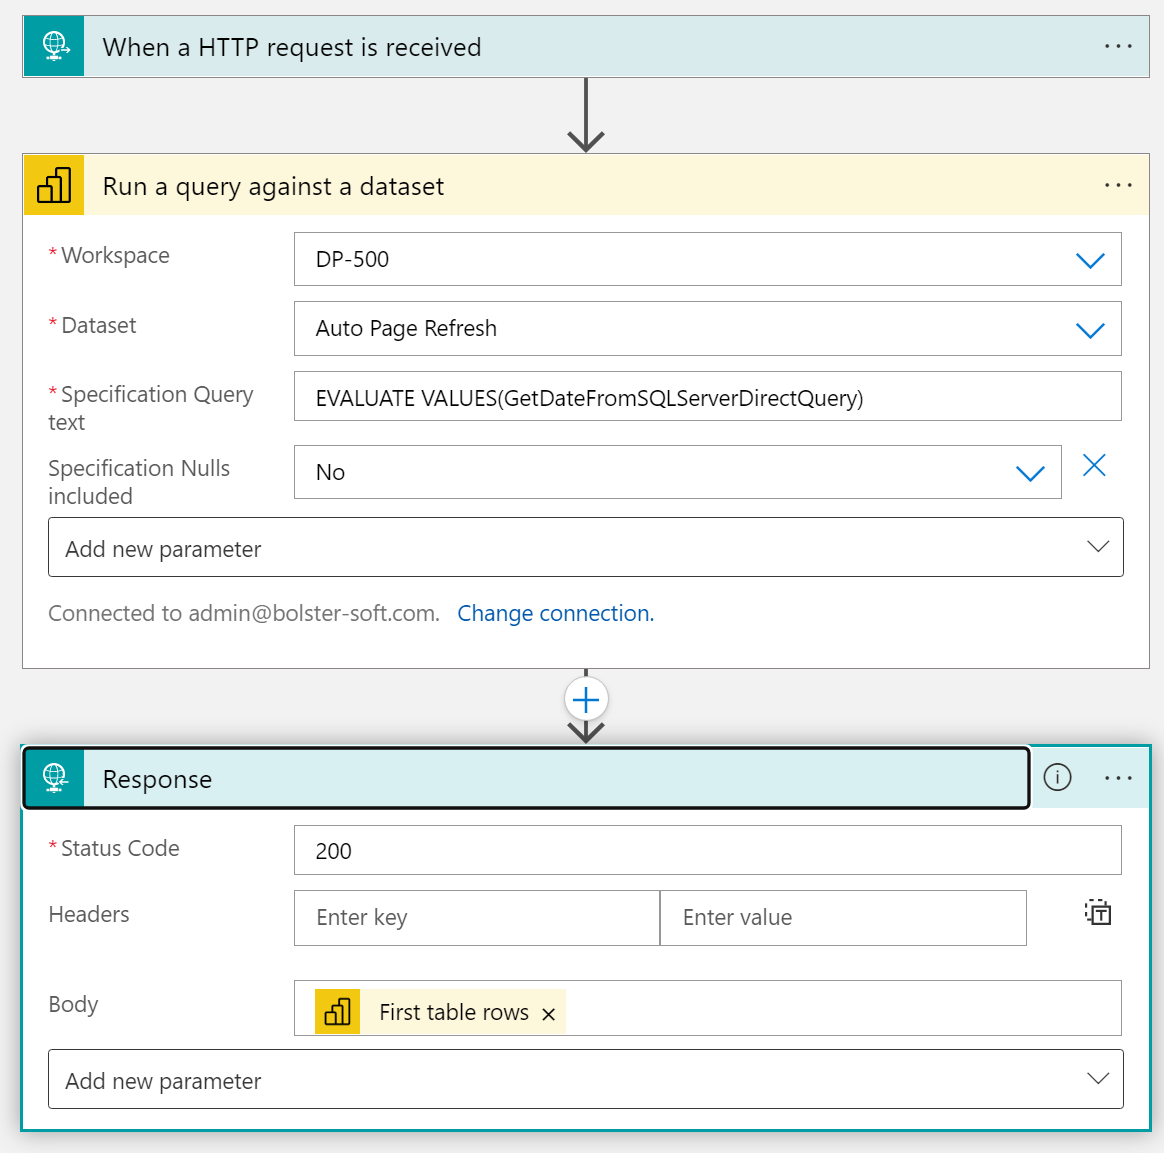 When a HTTP request is received
Run a query against a dataset
* Workspace
DP-500
* Dataset
Auto Page Refresh
* Specification Query
text
EVALUATE VALUES(GetDateFromSQLServerDirectQuery)
Specification Nulls
included
No
Add new parameter
Connected to admin@bolster-soft.com. Change connection.
Response
* Status Code
200
Headers
Enter key
Enter value
Body
First table rows ×
Add new parameter